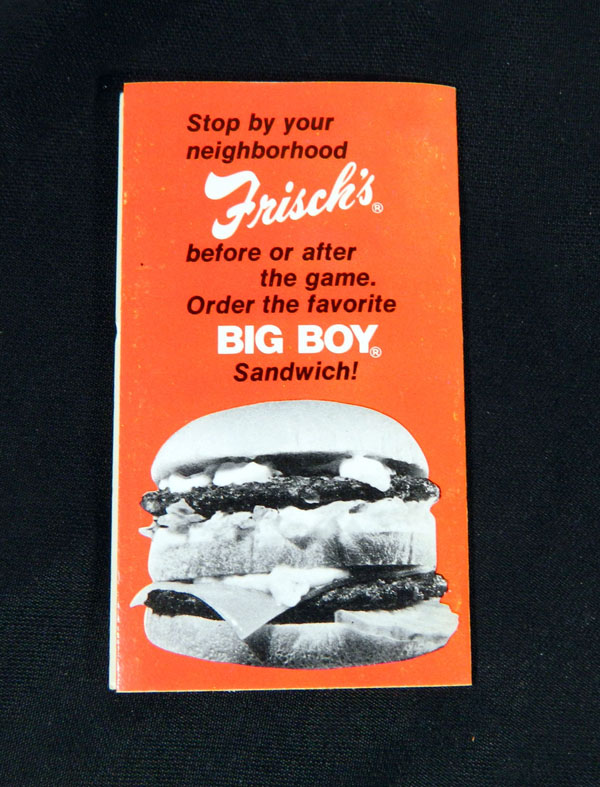 Stop by your
neighborhood
Frisch's®
before or after
the game.
Order the favorite
BIG BOY®
Sandwich!